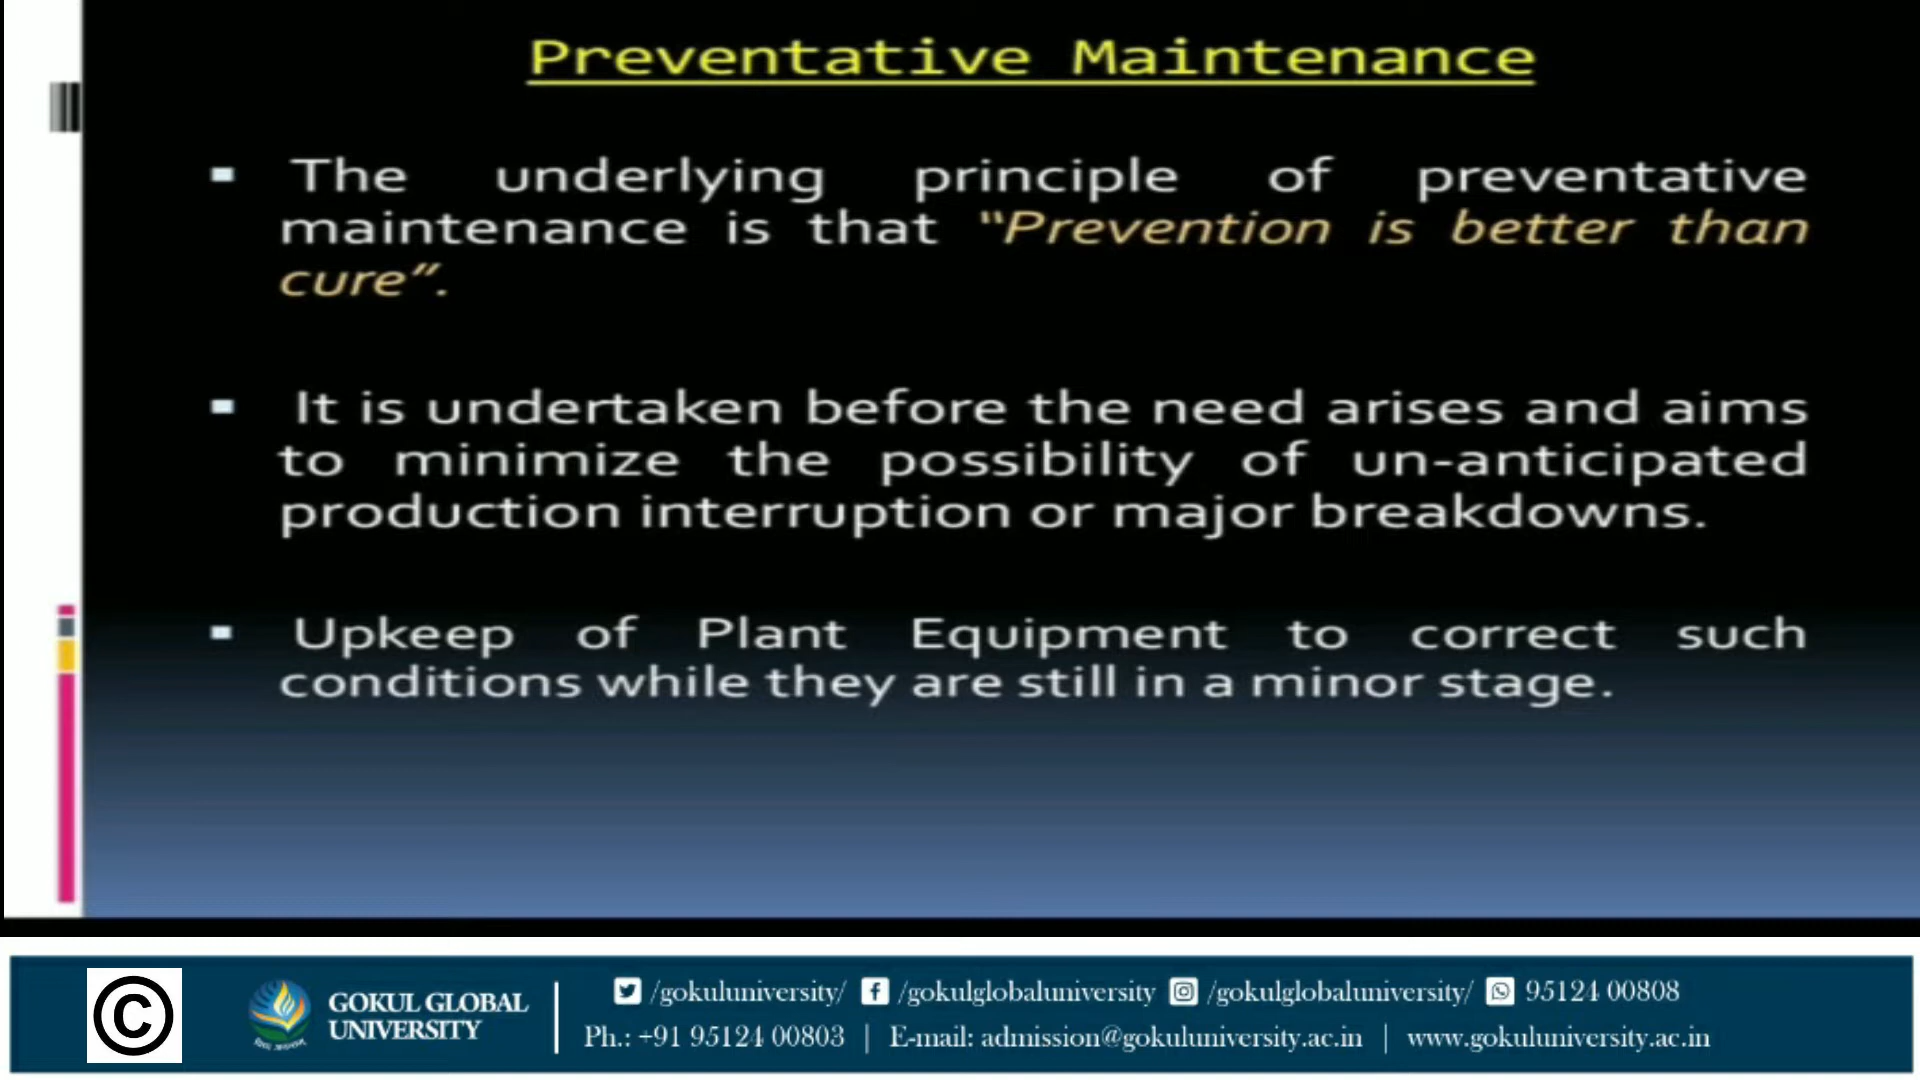 Preventative Maintenance
The underlying principle of preventative
maintenance is that “Prevention is better than
cure”.
It is undertaken before the need arises and aims
to minimize the possibility of un-anticipated
production interruption or major breakdowns.
Upkeep of Plant Equipment to correct such
conditions while they are still in a minor stage.
©
GOKUL GLOBAL
UNIVERSITY
/gokuluniversity/ /gokulglobaluniversity /gokulglobaluniversity/ 95124 00808
Ph.: +91 95124 00803 | E-mail: admission@gokuluniversity.ac.in | www.gokuluniversity.ac.in